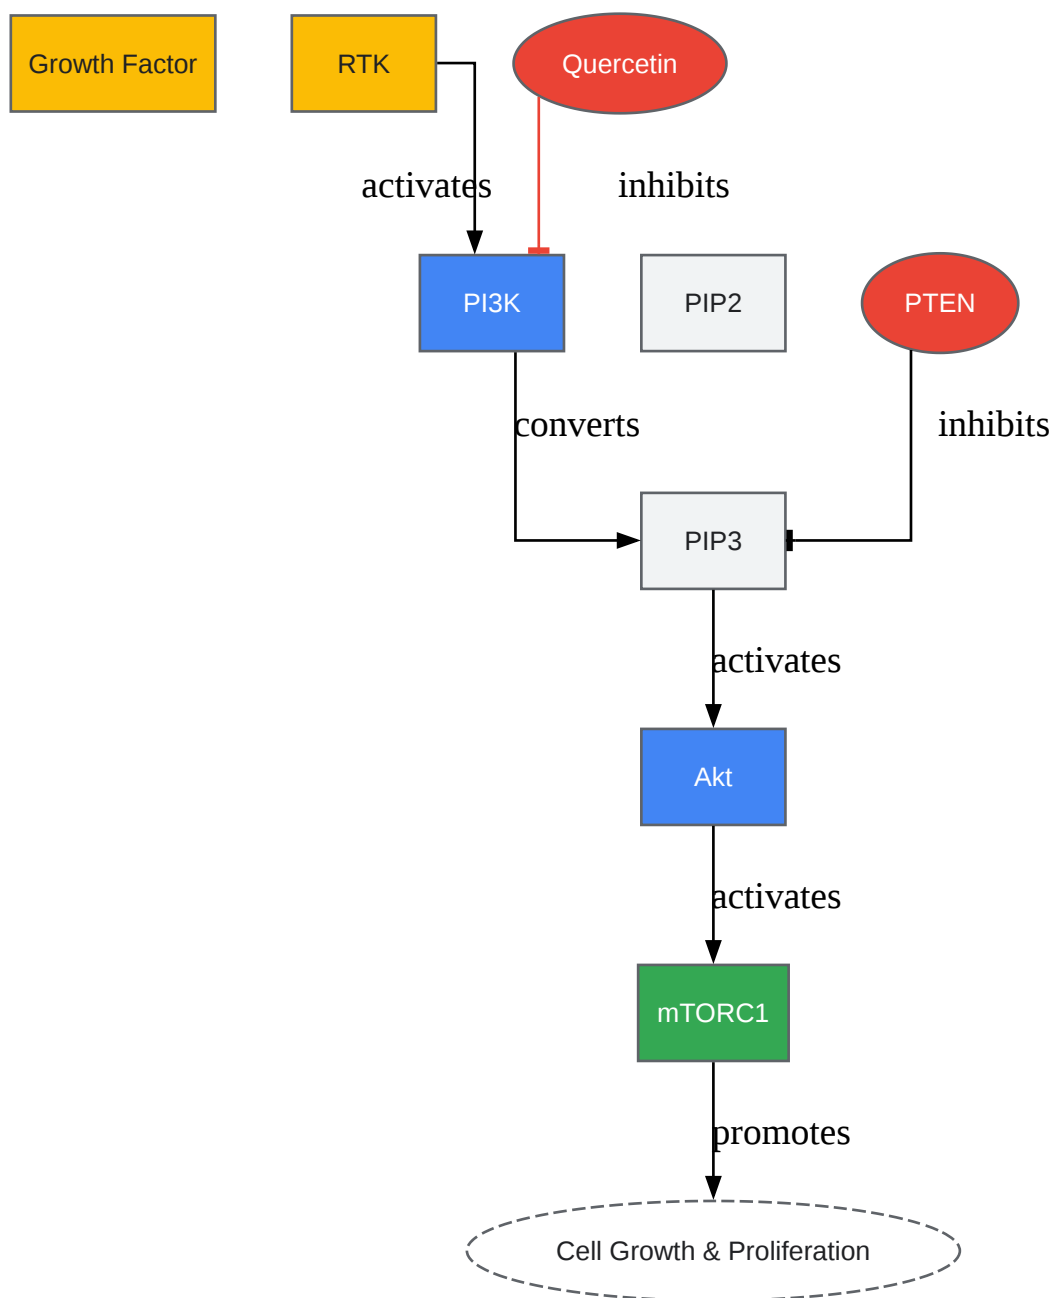 Growth Factor
RTK
Quercetin
activates
inhibits
PI3K
PIP2
PTEN
converts
inhibits
PIP3
activates
Akt
activates
mTORC1
promotes
Cell Growth & Proliferation